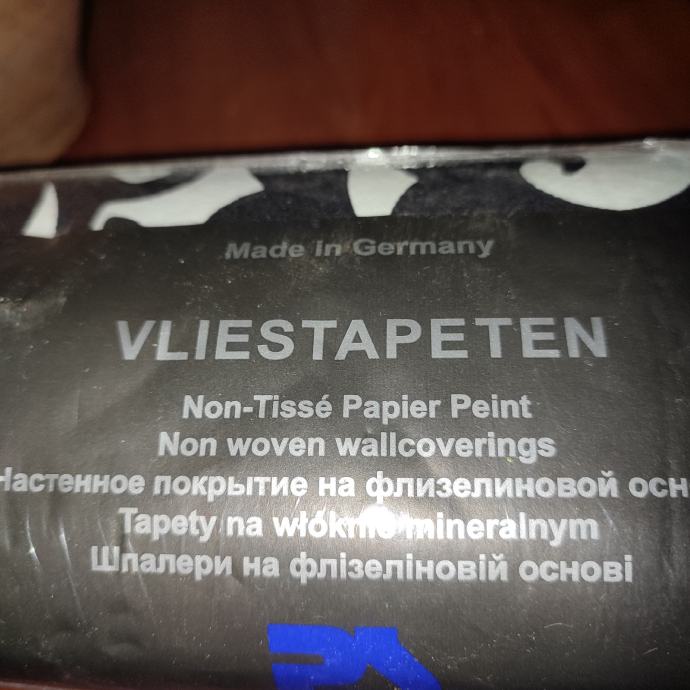 Made in Germany
VLIESTAPETEN
Non-Tissé Papier Peint
Non woven wallcoverings
Настенное покрытие на флизелиновой осн
Tapety na włóknie mineralnym
Шпалери на флізеліновій основі